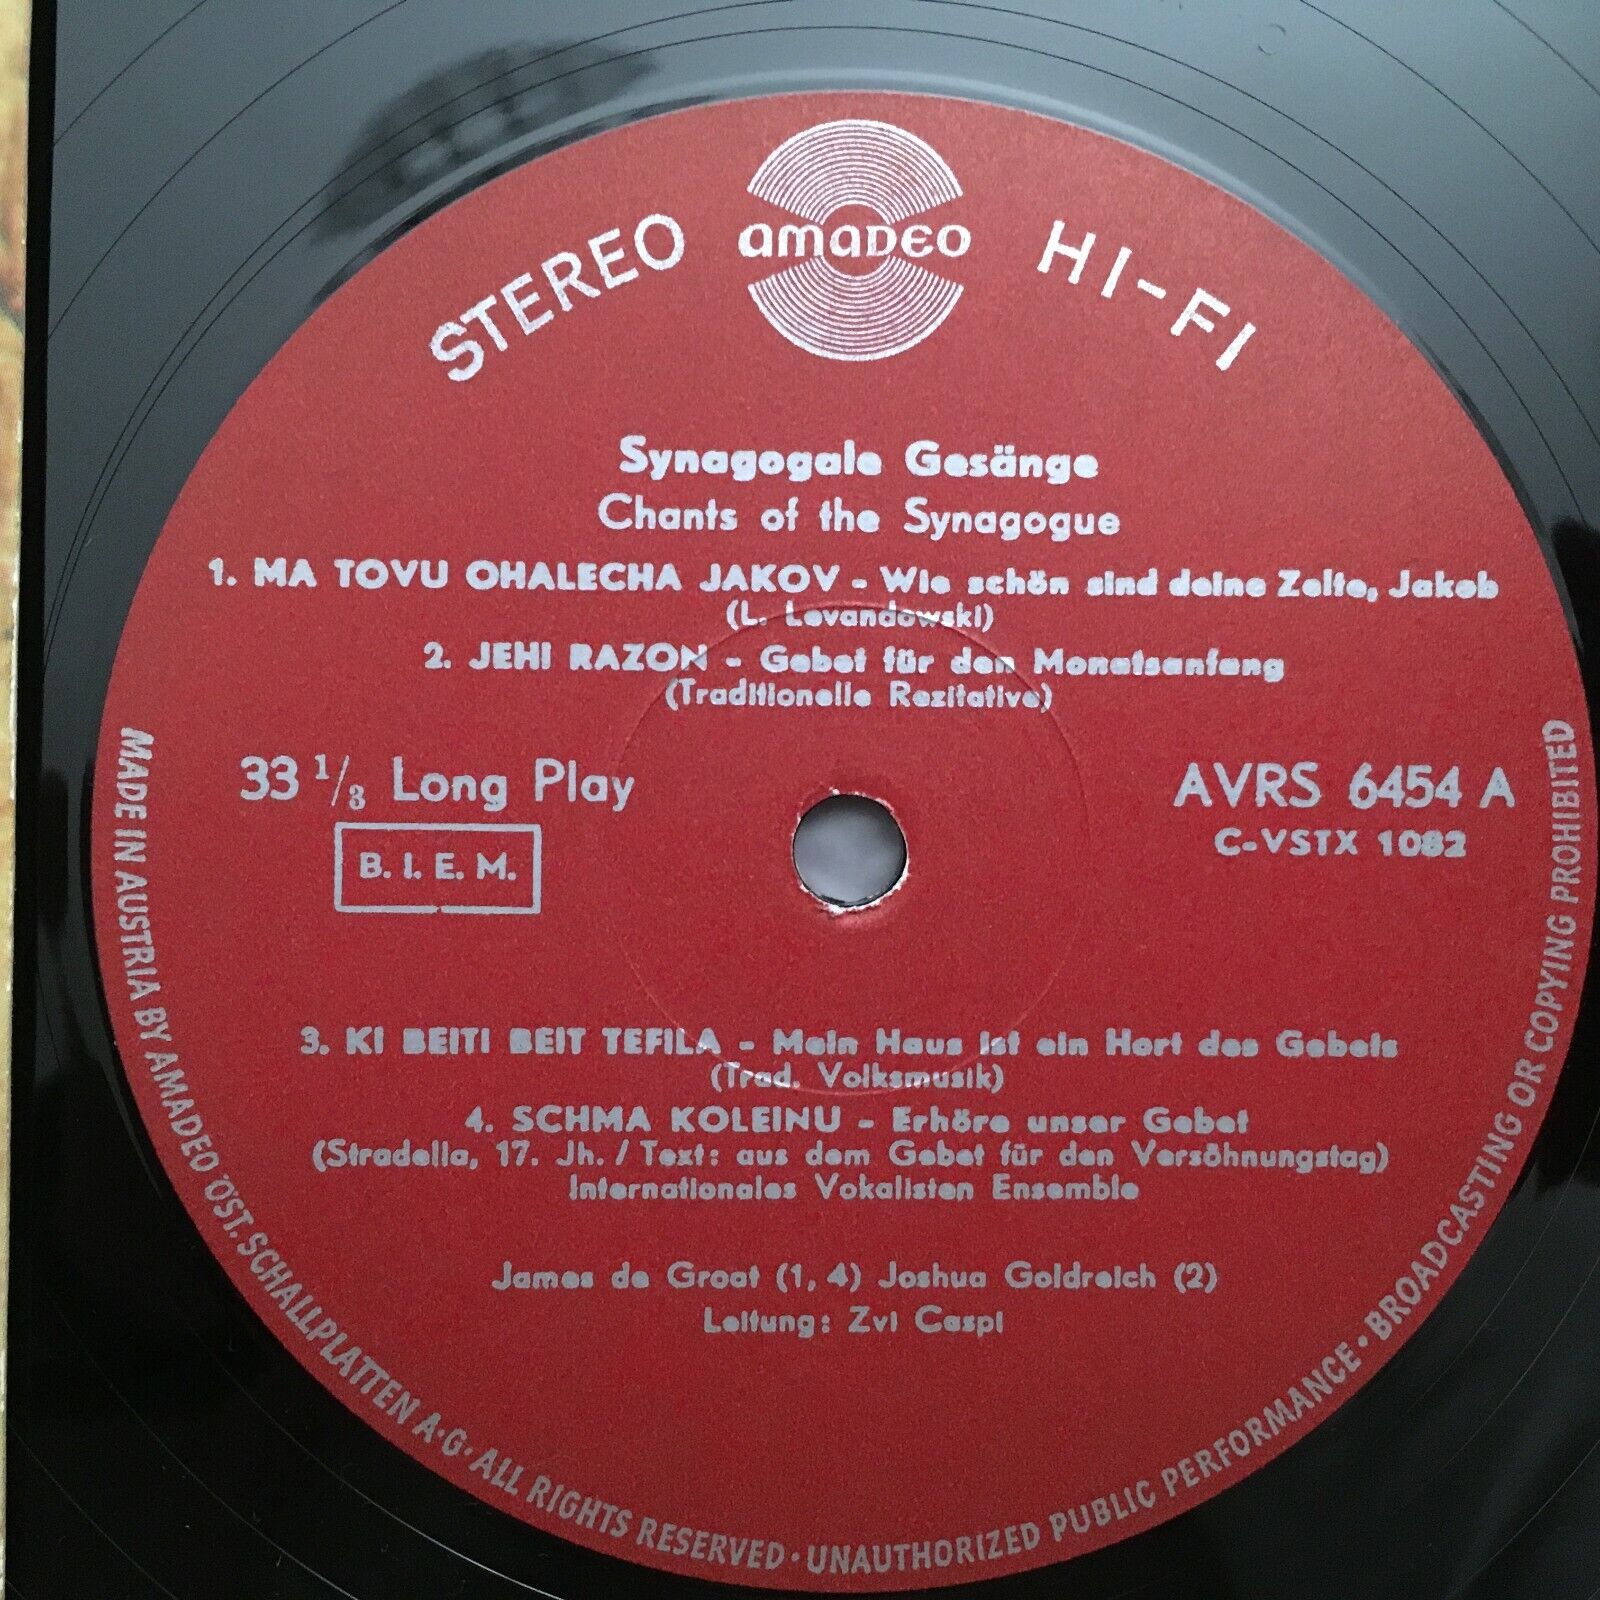 STEREO amaDeo HI-FI
Synagogale Gesänge
Chants of the Synagogue
1. MA TOVU OHALECHA JAKOV - Wie schön sind deine Zelte, Jakob
(L. Levandowski)
2. JEHI RAZON - Gebet für den Monatsanfang
(Traditionelle Rezitative)
33 1/3 Long Play
B. I. E. M.
AVRS 6454 A
C-VSTX 1082
3. KI BEITI BEIT TEFILA - Mein Haus ist ein Hort des Gebets
(Trad. Volksmusik)
4. SCHMA KOLEINU - Erhöre unser Gebet
(Stradella, 17. Jh. / Text: aus dem Gebet für den Versöhnungstag)
Internationales Vokalisten Ensemble
James de Groot (1, 4) Joshua Goldreich (2)
Leitung: Zvi Caspi
MADE IN AUSTRIA BY AMADEO ÖST. SCHALLPLATTEN A·G· ALL RIGHTS RESERVED · UNAUTHORIZED PUBLIC PERFORMANCE · BROADCASTING OR COPYING PROHIBITED